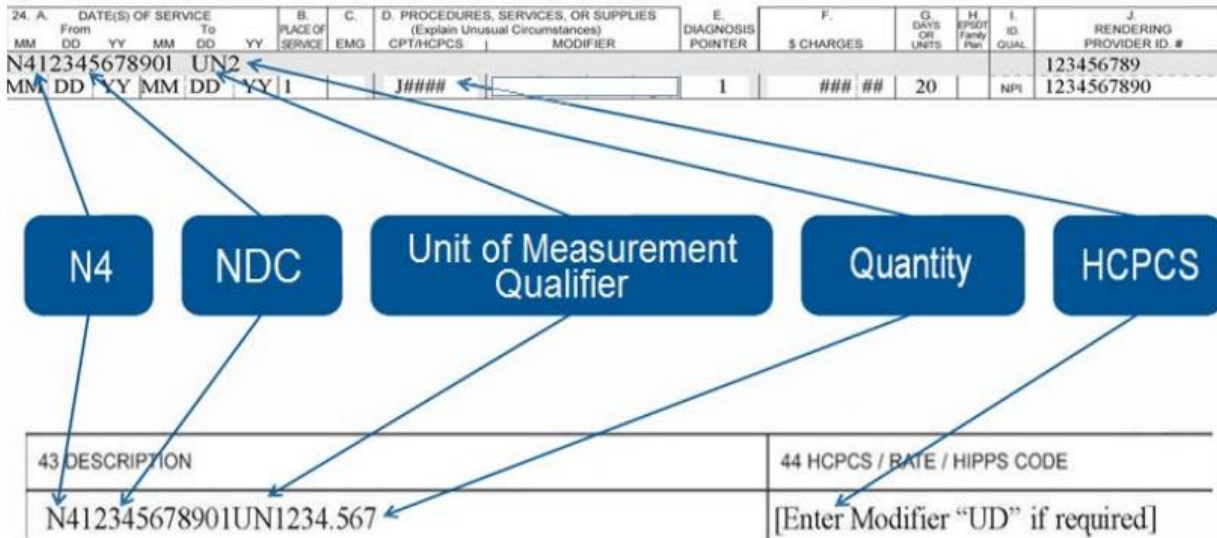 24. A. DATE(S) OF SERVICE B. C. D. PROCEDURES, SERVICES, OR SUPPLIES E. F. G. H. I. J.
From To PLACE OF (Explain Unusual Circumstances) DIAGNOSIS DAYS OR UNITS EPSDT Family Plan ID. RENDERING
MM DD YY MM DD YY SERVICE EMG CPT/HCPCS MODIFIER POINTER $ CHARGES QUAL PROVIDER ID. #
N412345678901 UN2 123456789
MM DD YY MM DD YY 1 J#### 1 ### ## 20 NPI 1234567890
N4 NDC Unit of Measurement Quantity HCPCS
Qualifier
43 DESCRIPTION 44 HCPCS / RATE / HIPPS CODE
N412345678901UN1234.567 [Enter Modifier “UD” if required]